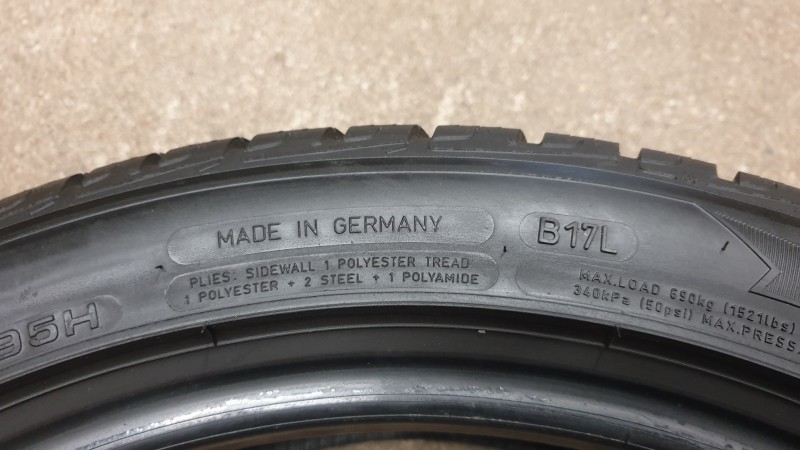 MADE IN GERMANY
PLIES: SIDEWALL 1 POLYESTER TREAD
1 POLYESTER + 2 STEEL + 1 POLYAMIDE
B17L
MAX.LOAD 690kg (1521lbs)
340kPa (50psi) MAX.PRESS.
95H